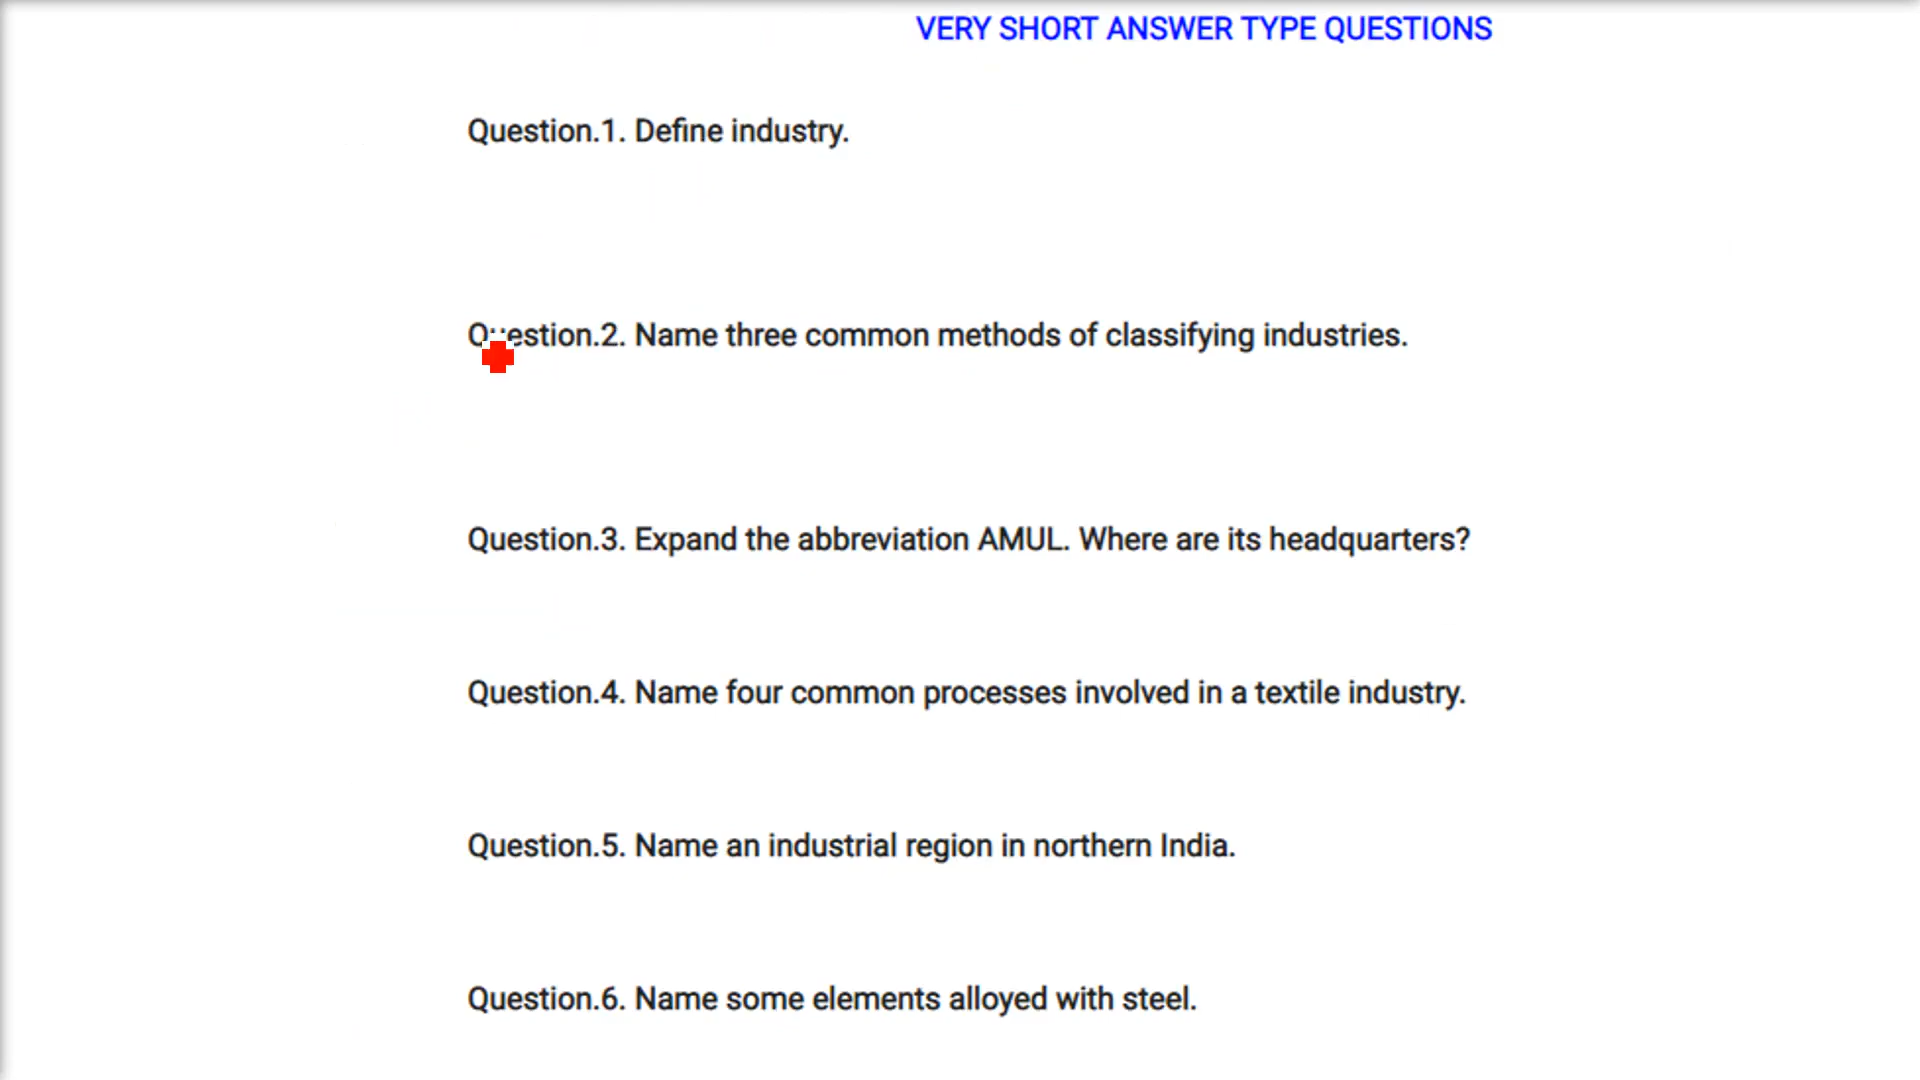 VERY SHORT ANSWER TYPE QUESTIONS
Question.1. Define industry.
Question.2. Name three common methods of classifying industries.
Question.3. Expand the abbreviation AMUL. Where are its headquarters?
Question.4. Name four common processes involved in a textile industry.
Question.5. Name an industrial region in northern India.
Question.6. Name some elements alloyed with steel.